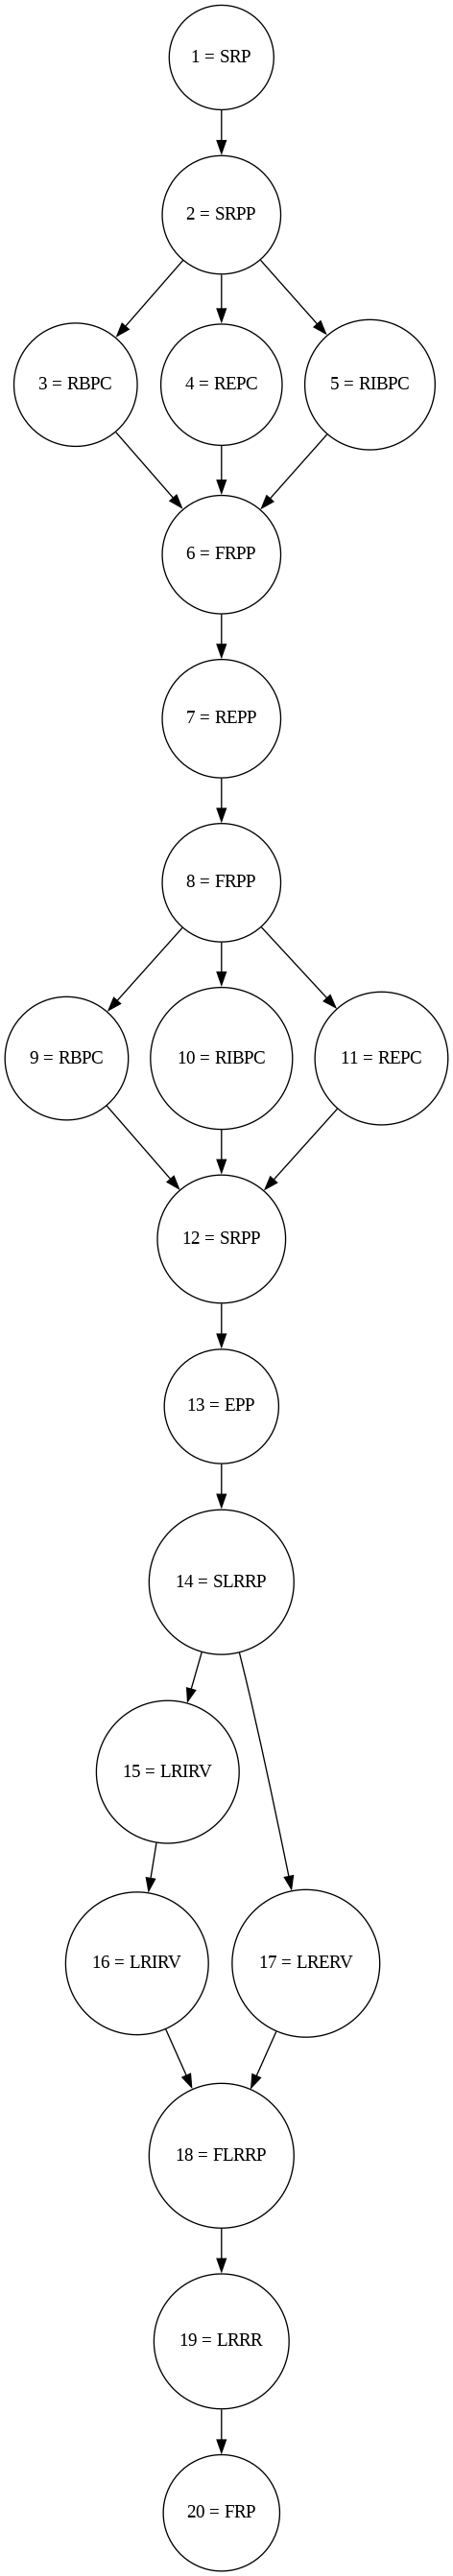 1 = SRP
2 = SRPP
3 = RBPC
4 = REPC
5 = RIBPC
6 = FRPP
7 = REPP
8 = FRPP
9 = RBPC
10 = RIBPC
11 = REPC
12 = SRPP
13 = EPP
14 = SLRRP
15 = LRIRV
16 = LRIRV
17 = LRERV
18 = FLRRP
19 = LRRR
20 = FRP